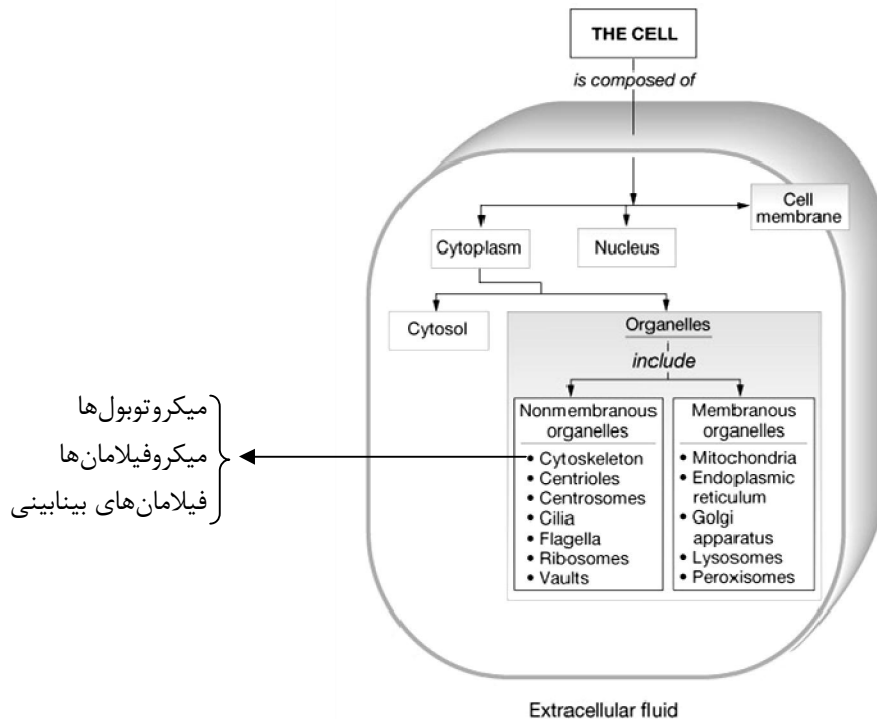 THE CELL
is composed of
Cell
membrane
Cytoplasm
Nucleus
Cytosol
Organelles
include
Nonmembranous
organelles
• Cytoskeleton
• Centrioles
• Centrosomes
• Cilia
• Flagella
• Ribosomes
• Vaults
Membranous
organelles
• Mitochondria
• Endoplasmic
reticulum
• Golgi
apparatus
• Lysosomes
• Peroxisomes
میکروتوبول‌ها
میکروفیلامان‌ها
فیلامان‌های بینابینی
Extracellular fluid